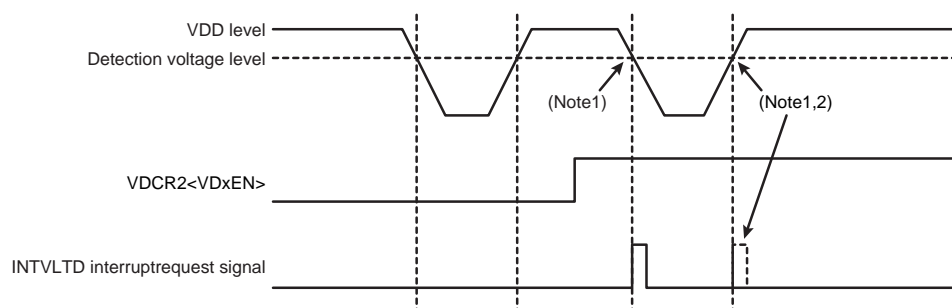 VDD level
Detection voltage level
(Note1)
(Note1,2)
VDCR2<VDxEN>
INTVLTD interruptrequest signal